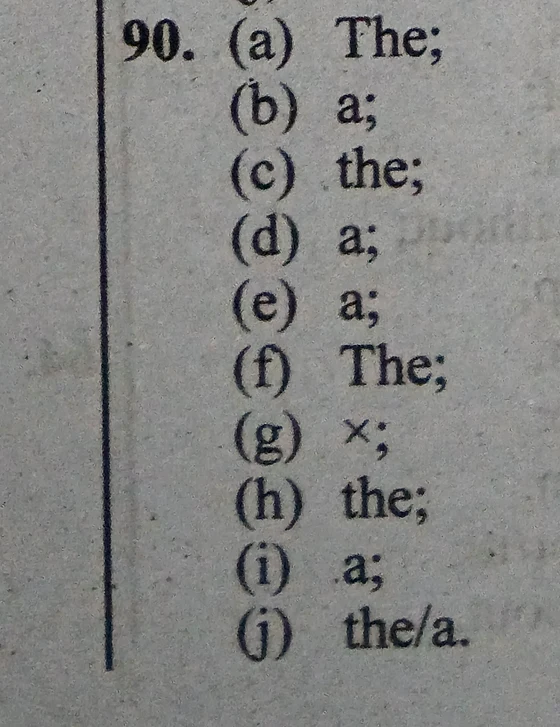 90. (a) The;
(b) a;
(c) the;
(d) a;
(e) a;
(f) The;
(g) ×;
(h) the;
(i) a;
(j) the/a.